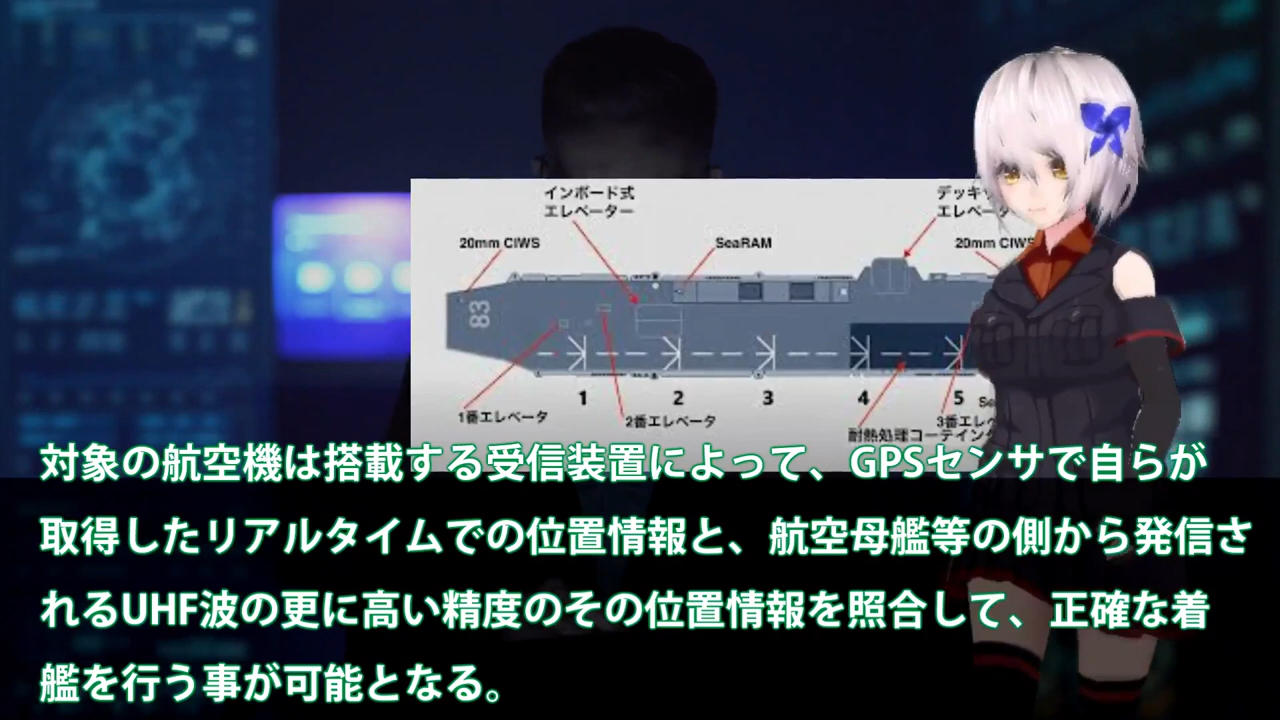 インボード式
エレベーター
デッキ
エレベータ
20mm CIWS
SeaRAM
20mm CIWS
83
1
2
3
4
5
1番エレベータ
2番エレベータ
3番エレベ
耐熱処理コーティング
対象の航空機は搭載する受信装置によって、GPSセンサで自らが
取得したリアルタイムでの位置情報と、航空母艦等の側から発信さ
れるUHF波の更に高い精度のその位置情報を照合して、正確な着
艦を行う事が可能となる。